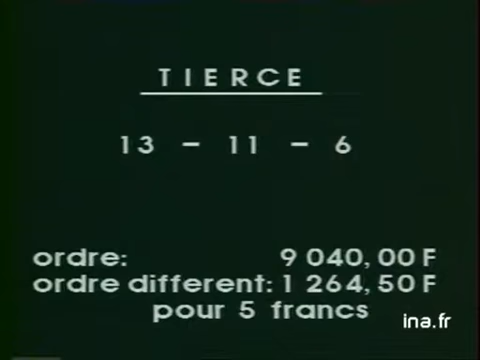 TIERCE
13 - 11 - 6
ordre: 9 040,00 F
ordre different: 1 264,50 F
pour 5 francs
ina.fr